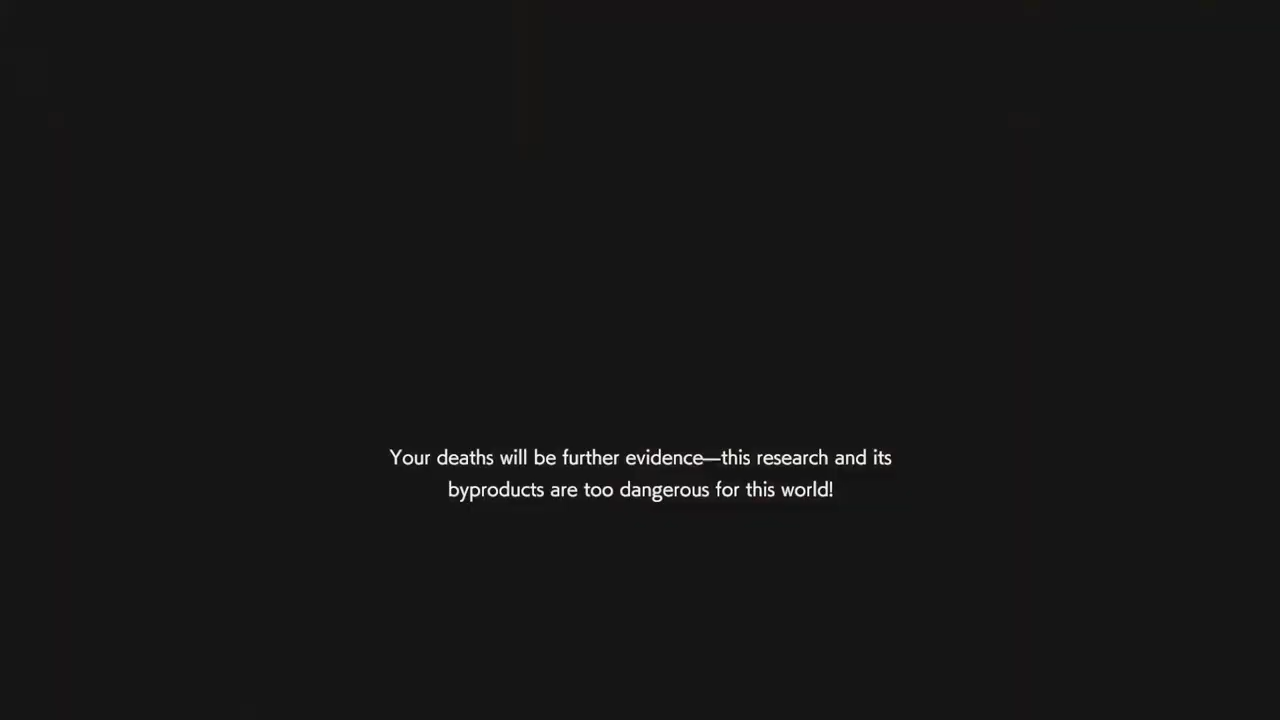 Your deaths will be further evidence—this research and its
byproducts are too dangerous for this world!